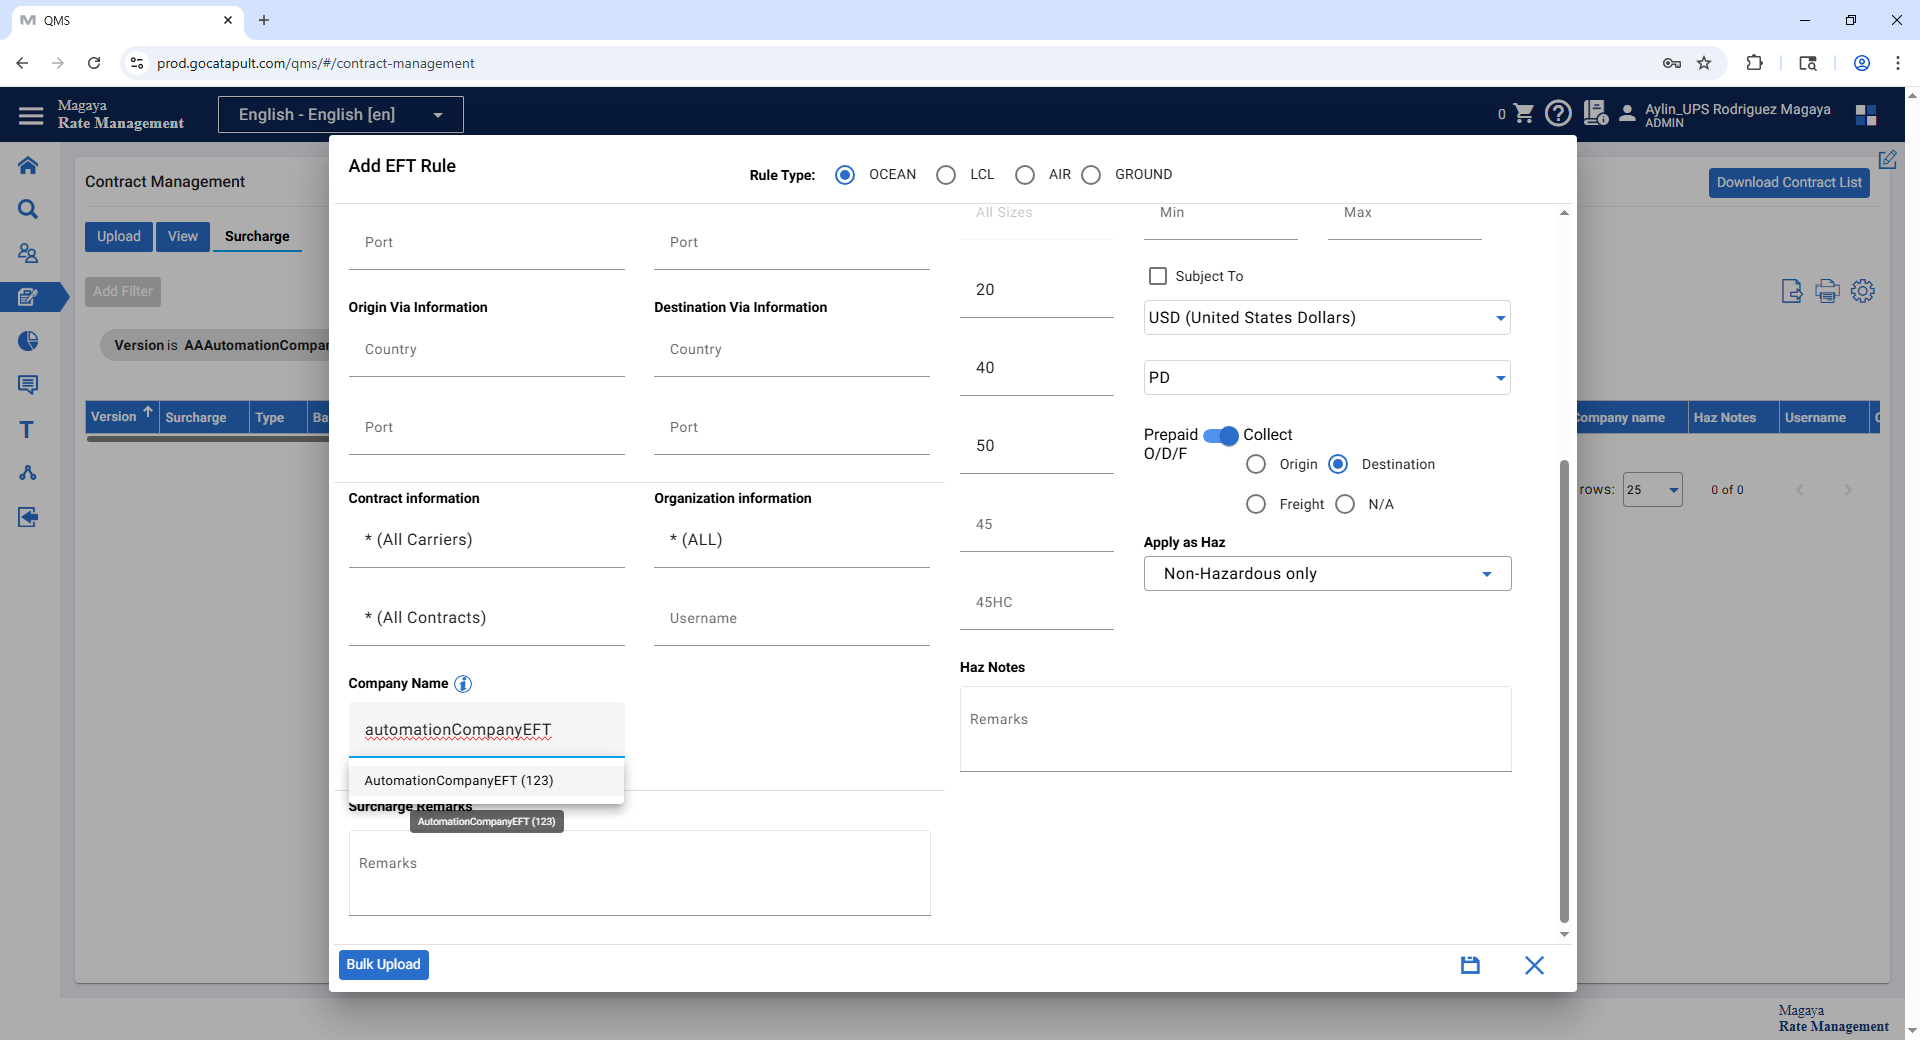 QMS
prod.gocatapult.com/qms/#/contract-management
Magaya
Rate Management
English - English [en]
0
Aylin_UPS Rodriguez Magaya
ADMIN
Contract Management
Download Contract List
Upload
View
Surcharge
Add Filter
Version is AAAutomationCompar
Version
Surcharge
Type
Ba
Company name
Haz Notes
Username
rows:
25
0 of 0
Add EFT Rule
Rule Type:
OCEAN
LCL
AIR
GROUND
Port
Port
Origin Via Information
Destination Via Information
Country
Country
Port
Port
Contract information
Organization information
* (All Carriers)
* (ALL)
* (All Contracts)
Username
Company Name
automationCompanyEFT
AutomationCompanyEFT (123)
Surcharge Remarks
AutomationCompanyEFT (123)
Remarks
All Sizes
Min
Max
20
40
50
45
45HC
Subject To
USD (United States Dollars)
PD
Prepaid
Collect
O/D/F
Origin
Destination
Freight
N/A
Apply as Haz
Non-Hazardous only
Haz Notes
Remarks
Bulk Upload
Magaya
Rate Management